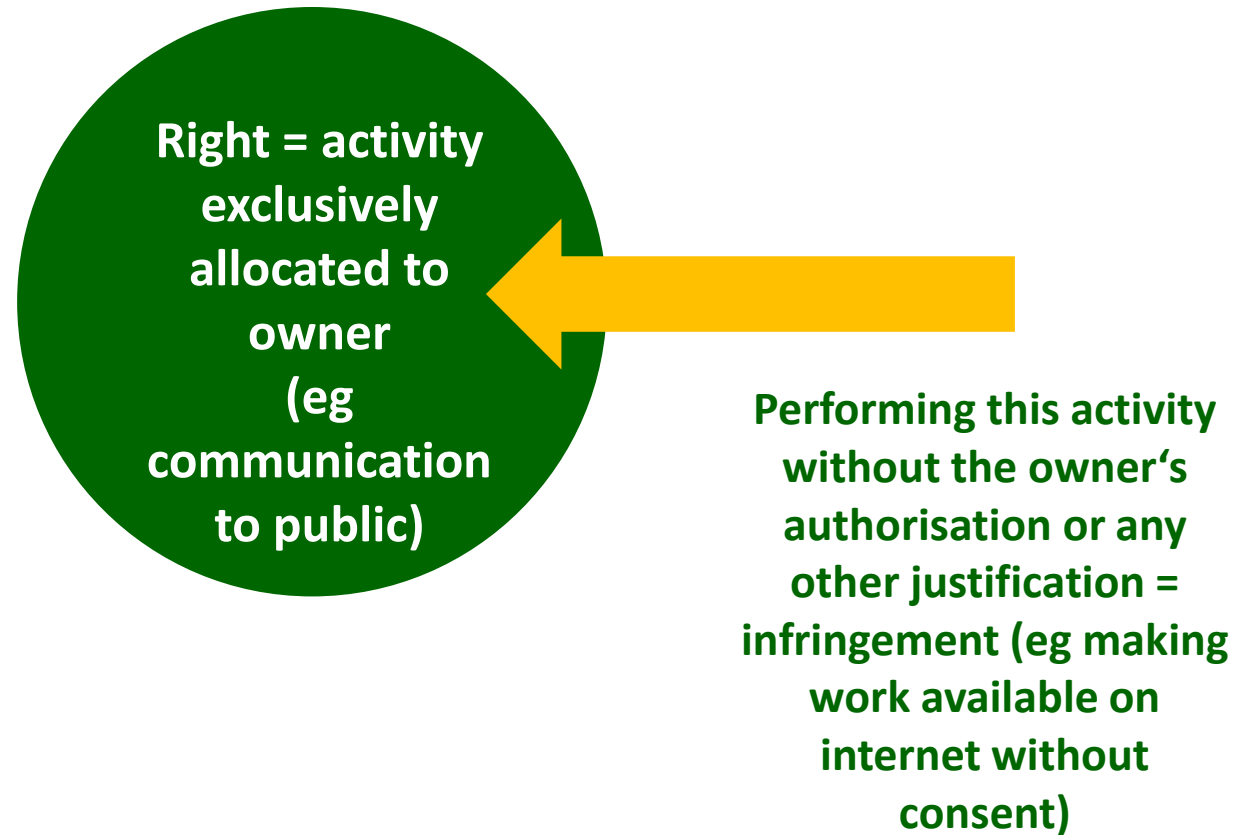 Right = activity
exclusively
allocated to
owner
(eg
communication
to public)
Performing this activity
without the owner‘s
authorisation or any
other justification =
infringement (eg making
work available on
internet without
consent)